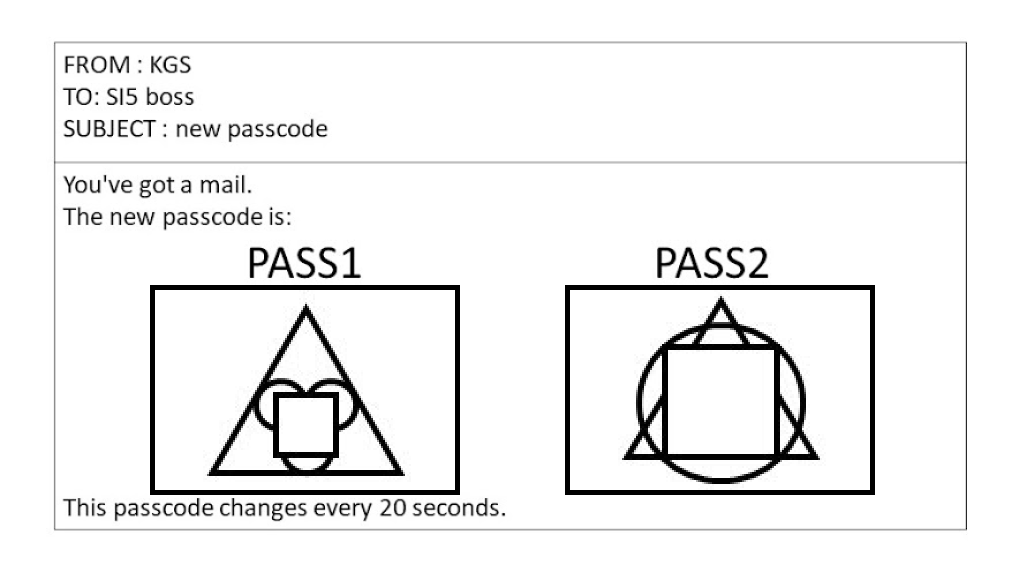 FROM : KGS
TO: SI5 boss
SUBJECT : new passcode
You've got a mail.
The new passcode is:
PASS1
PASS2
This passcode changes every 20 seconds.